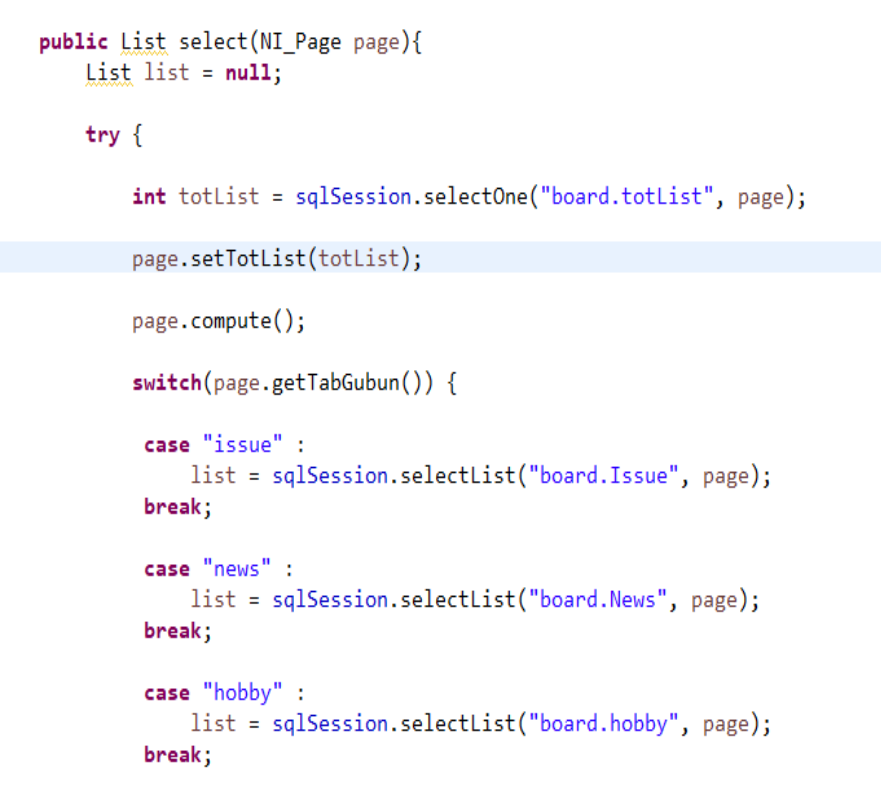 public List select(NI_Page page){
List list = null;
try {
int totList = sqlSession.selectOne("board.totList", page);
page.setTotList(totList);
page.compute();
switch(page.getTabGubun()) {
case "issue" :
list = sqlSession.selectList("board.Issue", page);
break;
case "news" :
list = sqlSession.selectList("board.News", page);
break;
case "hobby" :
list = sqlSession.selectList("board.hobby", page);
break;